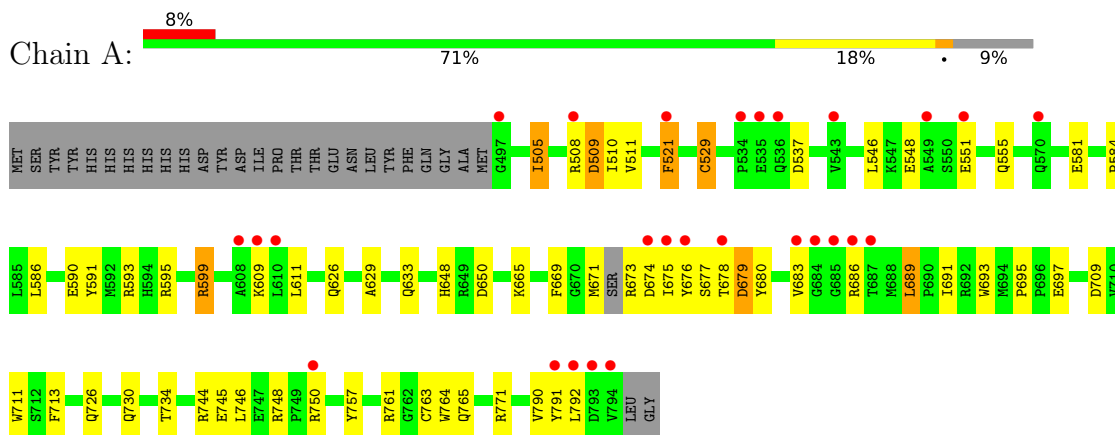 Chain A: 8% 71% 18% • 9%
MET SER TYR TYR HIS HIS HIS HIS HIS HIS ASP TYR ASP ILE PRO THR THR GLU ASN LEU TYR PHE GLN GLY ALA MET G497 I505 R508 D509 I510 V511 F521 C529 P534 E535 Q536 D537 V543 L546 K547 E548 A549 S550 E551 Q555 Q570 E581 R584
L585 L586 E590 Y591 M592 R593 H594 R595 R599 A608 K609 L610 L611 Q626 A629 Q633 H648 R649 D650 K665 F669 G670 M671 SER R673 D674 I675 Y676 S677 T678 D679 Y680 V683 G684 G685 R686 T687 M688 L689 P690 I691 R692 W693 M694 P695 P696 E697 D709 V710
W711 S712 F713 Q726 Q730 T734 R744 E745 L746 E747 R748 P749 R750 Y757 R761 G762 C763 W764 Q765 R771 V790 Y791 L792 D793 V794 LEU GLY